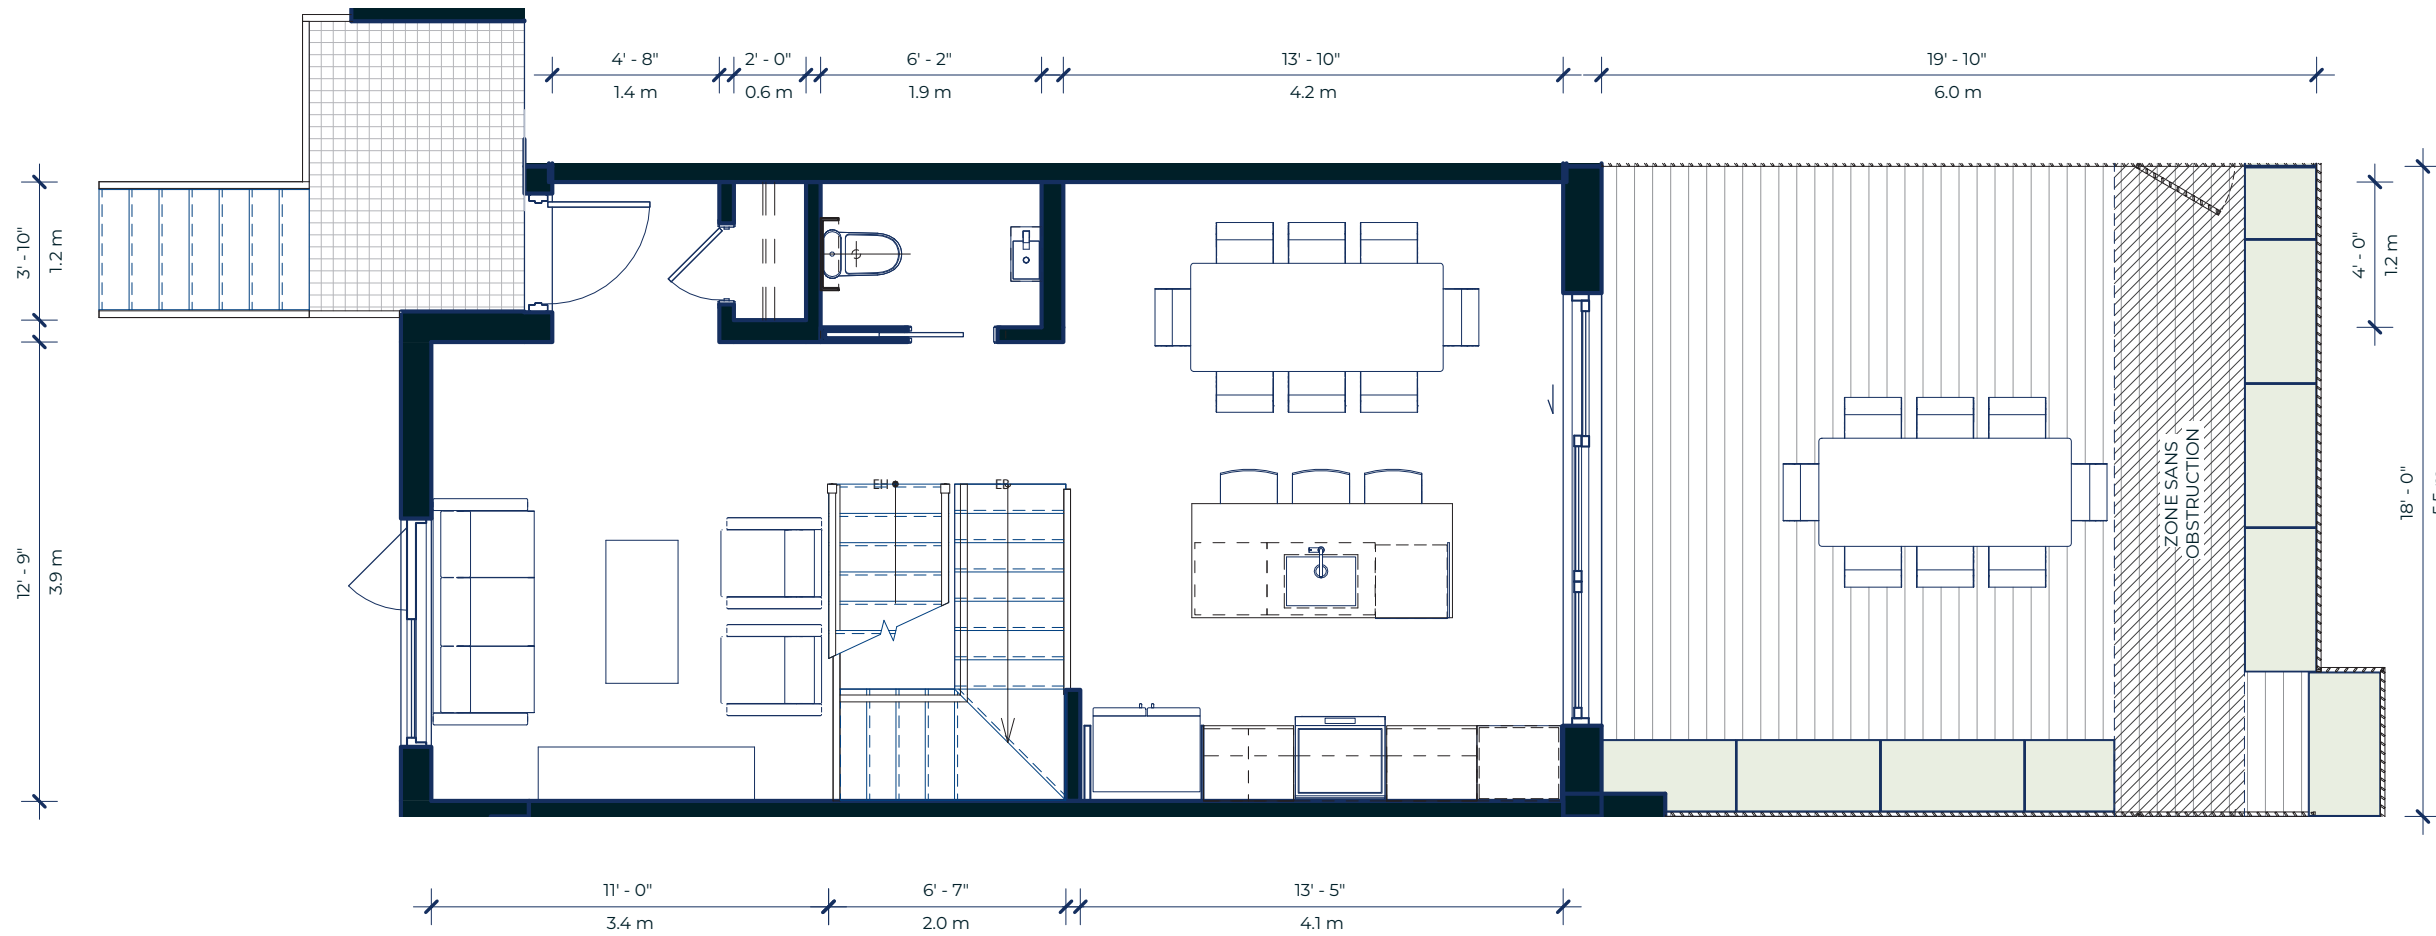 4' - 8"
2' - 0"
6' - 2"
13' - 10"
19' - 10"
1.4 m
0.6 m
1.9 m
4.2 m
6.0 m
3' - 10"
1.2 m
4' - 0"
1.2 m
EH
EB
ZONE SANS
OBSTRUCTION
12' - 9"
3.9 m
18' - 0"
11' - 0"
6' - 7"
13' - 5"
3.4 m
2.0 m
4.1 m